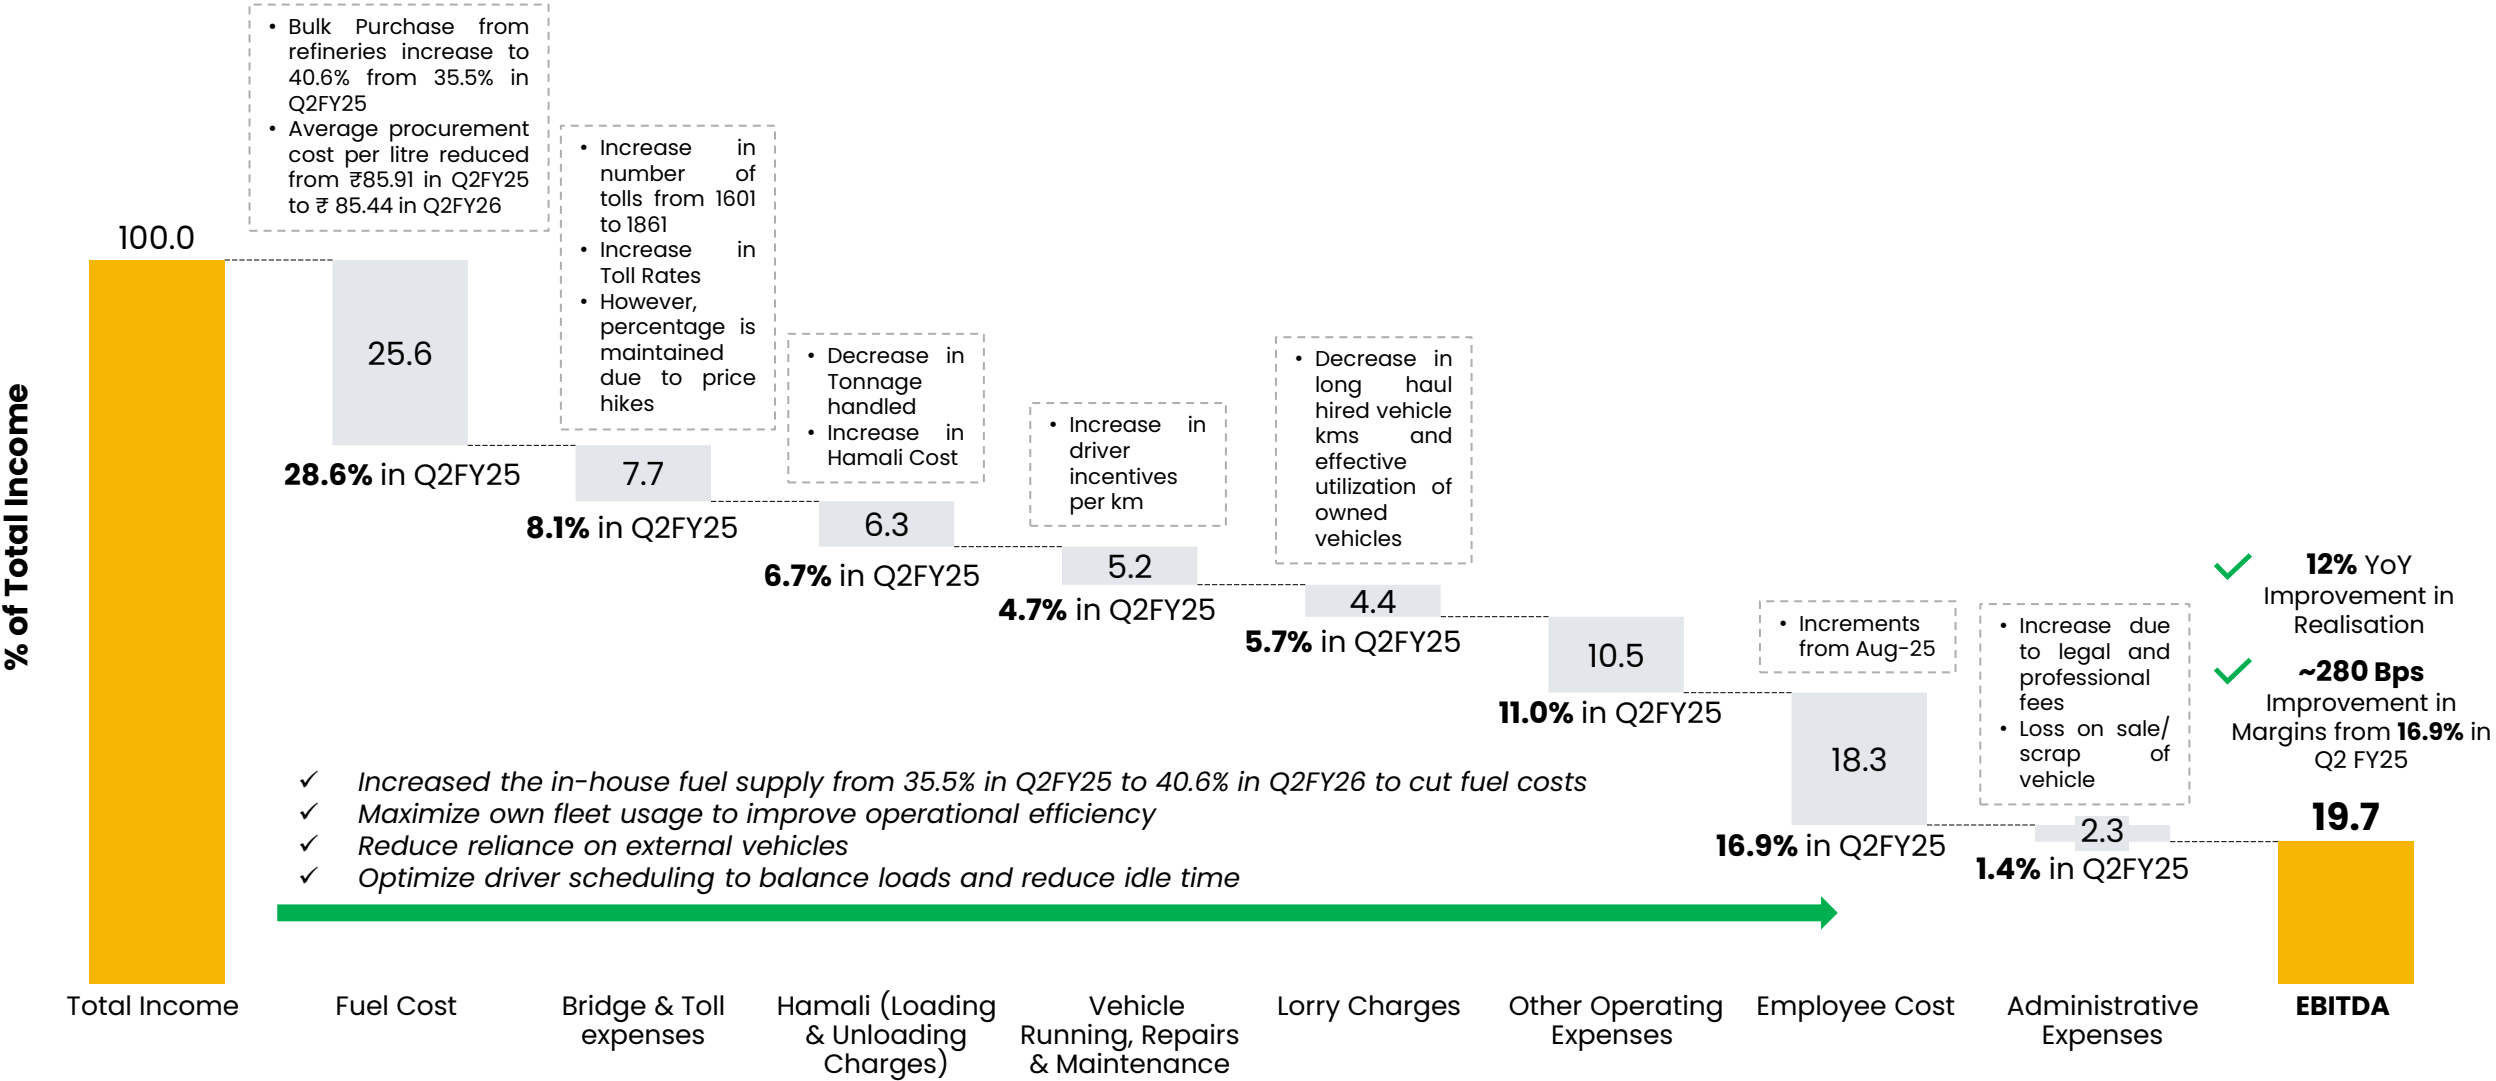 % of Total Income
100.0
• Bulk Purchase from
refineries increase to
40.6% from 35.5% in
Q2FY25
• Average procurement
cost per litre reduced
from ₹85.91 in Q2FY25
to ₹ 85.44 in Q2FY26
25.6
28.6% in Q2FY25
• Increase in
number of
tolls from 1601
to 1861
• Increase in
Toll Rates
• However,
percentage is
maintained
due to price
hikes
7.7
8.1% in Q2FY25
• Decrease in
Tonnage
handled
• Increase in
Hamali Cost
6.3
6.7% in Q2FY25
• Increase in
driver
incentives
per km
5.2
4.7% in Q2FY25
• Decrease in
long haul
hired vehicle
kms and
effective
utilization of
owned
vehicles
4.4
5.7% in Q2FY25
10.5
11.0% in Q2FY25
• Increments
from Aug-25
18.3
16.9% in Q2FY25
• Increase due
to legal and
professional
fees
• Loss on sale/
scrap of
vehicle
2.3
1.4% in Q2FY25
12% YoY
Improvement in
Realisation
~280 Bps
Improvement in
Margins from 16.9% in
Q2 FY25
19.7
✓ Increased the in-house fuel supply from 35.5% in Q2FY25 to 40.6% in Q2FY26 to cut fuel costs
✓ Maximize own fleet usage to improve operational efficiency
✓ Reduce reliance on external vehicles
✓ Optimize driver scheduling to balance loads and reduce idle time
Total Income
Fuel Cost
Bridge & Toll
expenses
Hamali (Loading
& Unloading
Charges)
Vehicle
Running, Repairs
& Maintenance
Lorry Charges
Other Operating
Expenses
Employee Cost
Administrative
Expenses
EBITDA